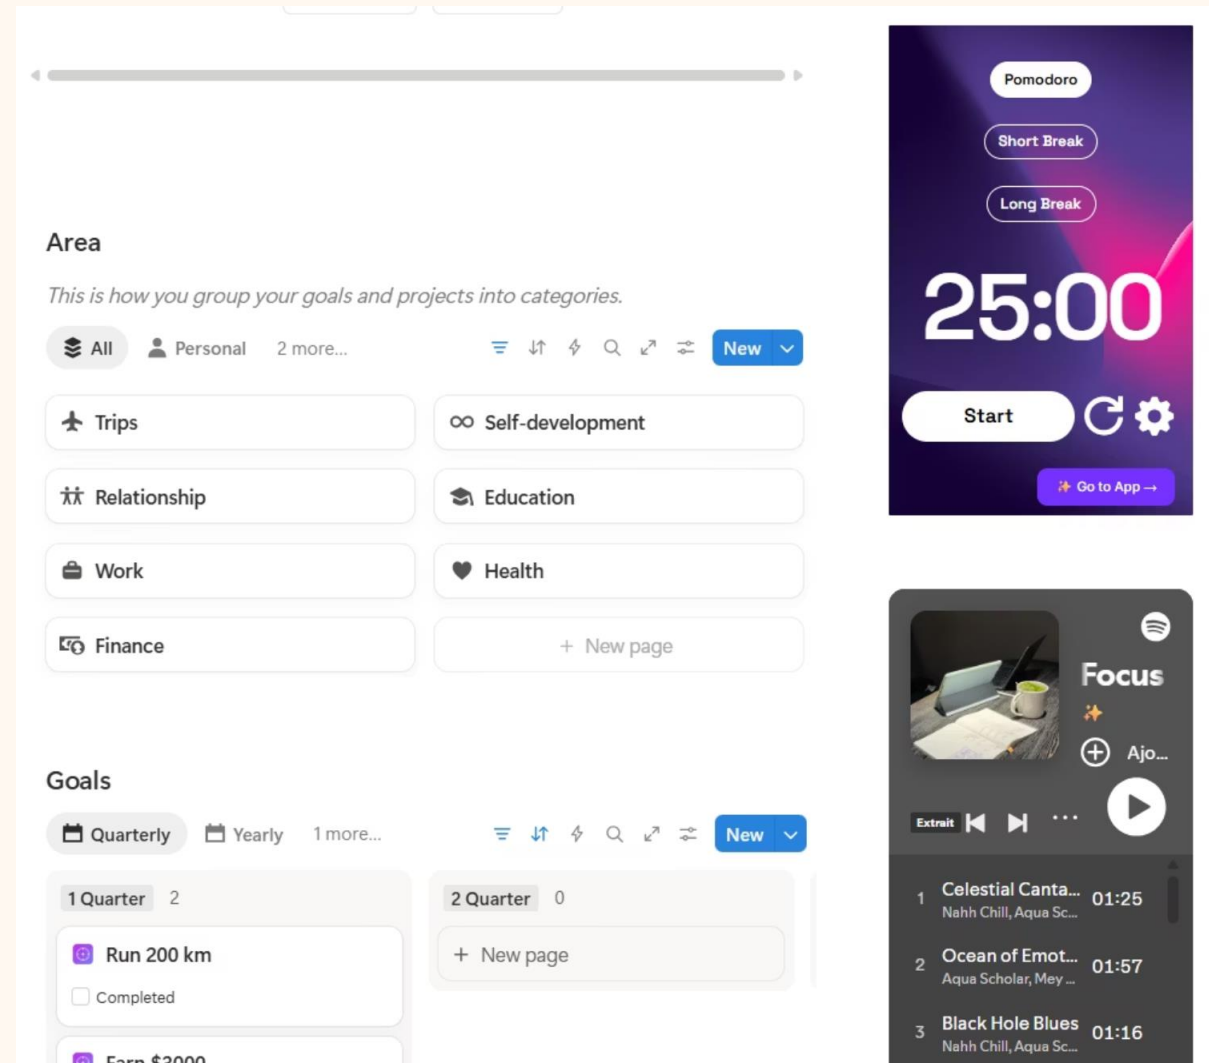 Area
This is how you group your goals and projects into categories.
All
Personal
2 more...
New
Trips
Self-development
Relationship
Education
Work
Health
Finance
+ New page
Goals
Quarterly
Yearly
1 more...
New
1 Quarter 2
Run 200 km
Completed
Earn $3000
2 Quarter 0
+ New page
Pomodoro
Short Break
Long Break
25:00
Start
✨ Go to App →
Focus
✨
Ajo...
Extrait
1 Celestial Canta... 01:25
Nahh Chill, Aqua Sc...
2 Ocean of Emot... 01:57
Aqua Scholar, Mey ...
3 Black Hole Blues 01:16
Nahh Chill, Aqua Sc...